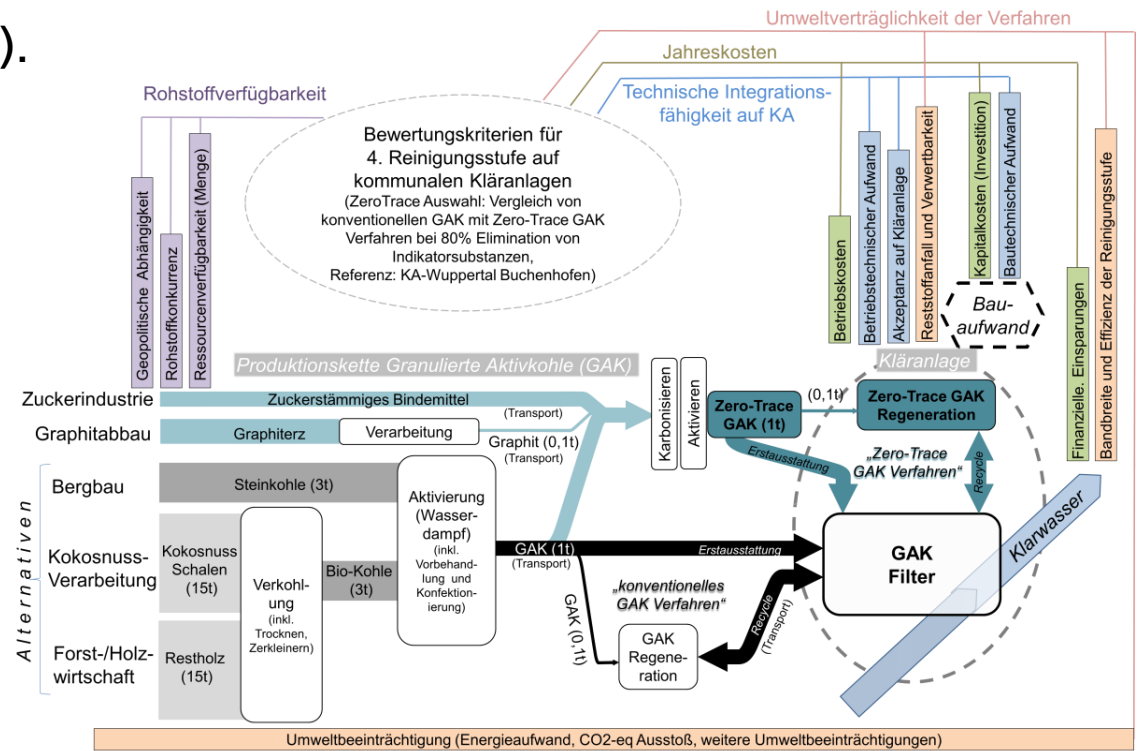 ).
Umweltverträglichkeit der Verfahren
Jahreskosten
Technische Integrations-
fähigkeit auf KA
Rohstoffverfügbarkeit
Bewertungskriterien für
4. Reinigungsstufe auf
kommunalen Kläranlagen
(ZeroTrace Auswahl: Vergleich von
konventionellen GAK mit Zero-Trace GAK
Verfahren bei 80% Elimination von
Indikatorsubstanzen,
Referenz: KA-Wuppertal Buchenhofen)
Geopolitische Abhängigkeit
Rohstoffkonkurrenz
Ressourcenverfügbarkeit (Menge)
Betriebskosten
Betriebstechnischer Aufwand
Akzeptanz auf Kläranlage
Reststoffanfall und Verwertbarkeit
Kapitalkosten (Investition)
Bautechnischer Aufwand
Finanzielle. Einsparungen
Bandbreite und Effizienz der Reinigungsstufe
Bau-
aufwand
Produktionskette Granulierte Aktivkohle (GAK)
Kläranlage
Zuckerindustrie
Zuckerstämmiges Bindemittel
(Transport)
Graphitabbau
Graphiterz
Verarbeitung
Graphit (0,1t)
(Transport)
Karbonisieren
Aktivieren
Zero-Trace
GAK (1t)
(0,1t)
Zero-Trace GAK
Regeneration
Erstausstattung
„Zero-Trace
GAK Verfahren“
Recycle
Alternativen
Bergbau
Steinkohle (3t)
Kokosnuss-
Verarbeitung
Kokosnuss
Schalen
(15t)
Forst-/Holz-
wirtschaft
Restholz
(15t)
Verkohl-
ung
(inkl.
Trocknen,
Zerkleinern)
Bio-Kohle
(3t)
Aktivierung
(Wasser-
dampf)
(inkl.
Vorbehand-
lung und
Konfektion-
ierung)
GAK (1t)
(Transport)
Erstausstattung
GAK (0,1t)
„konventionelles
GAK Verfahren“
GAK
Regene-
ration
Recycle
(Transport)
GAK
Filter
Klarwasser
Umweltbeeinträchtigung (Energieaufwand, CO2-eq Ausstoß, weitere Umweltbeeinträchtigungen)